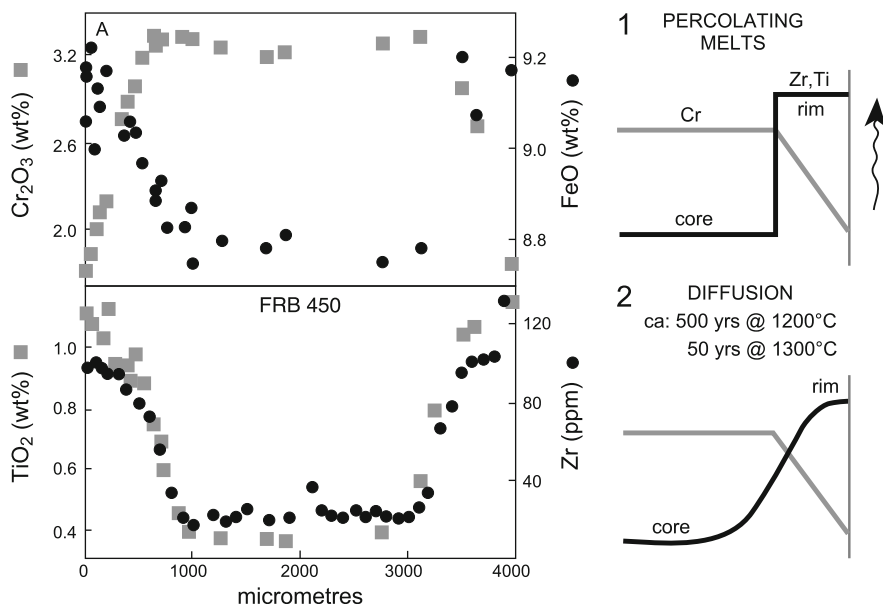 A
3.2
2.6
2.0
Cr₂O₃ (wt%)
9.2
9.0
8.8
FeO (wt%)
FRB 450
1.0
0.8
0.6
0.4
TiO₂ (wt%)
120
80
40
Zr (ppm)
0 1000 2000 3000 4000
micrometres
1 PERCOLATING
MELTS
Zr,Ti
rim
Cr
core
2 DIFFUSION
ca: 500 yrs @ 1200°C
50 yrs @ 1300°C
rim
core